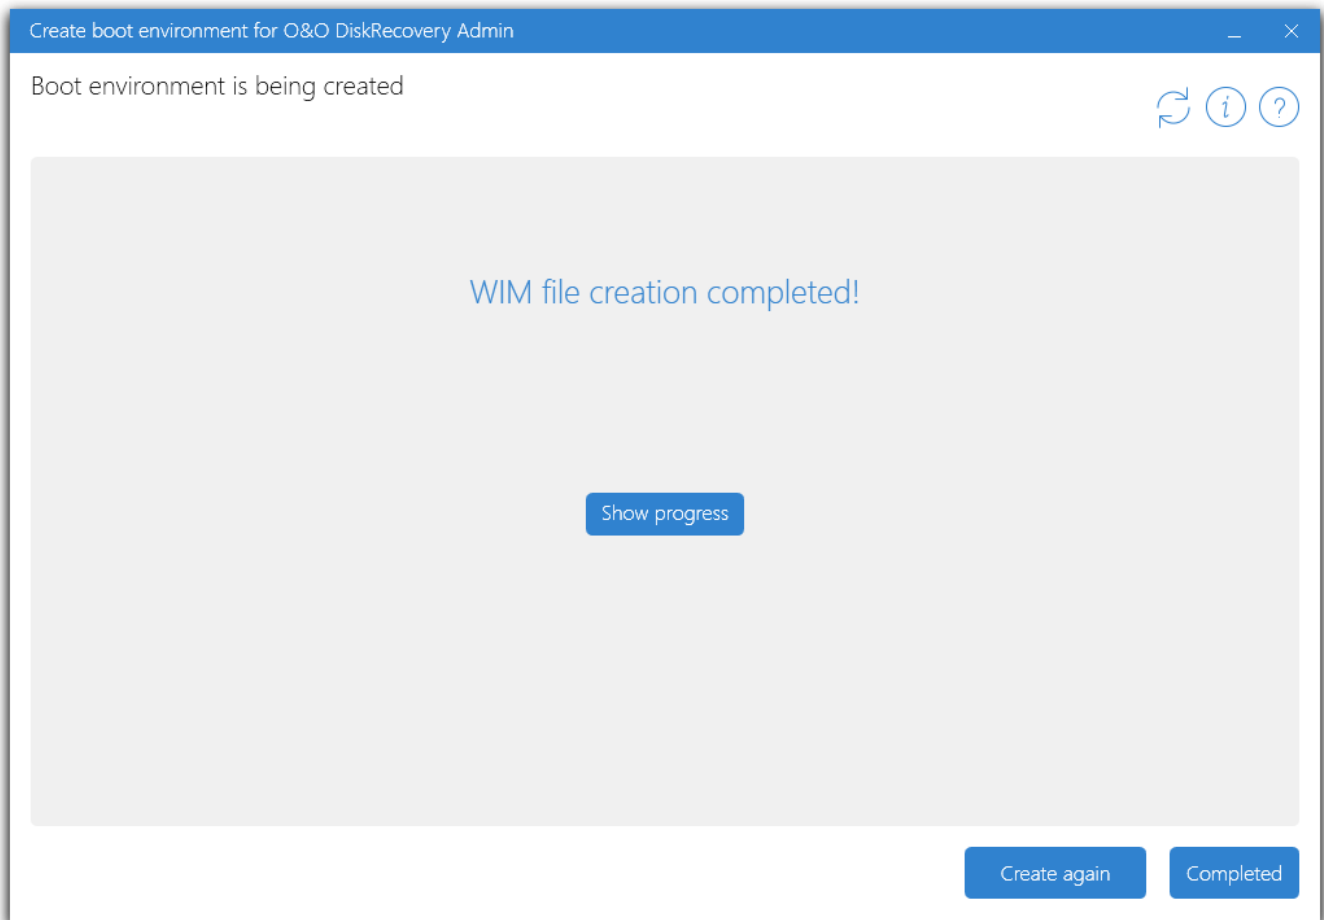 Create boot environment for O&O DiskRecovery Admin
Boot environment is being created
WIM file creation completed!
Show progress
Create again
Completed